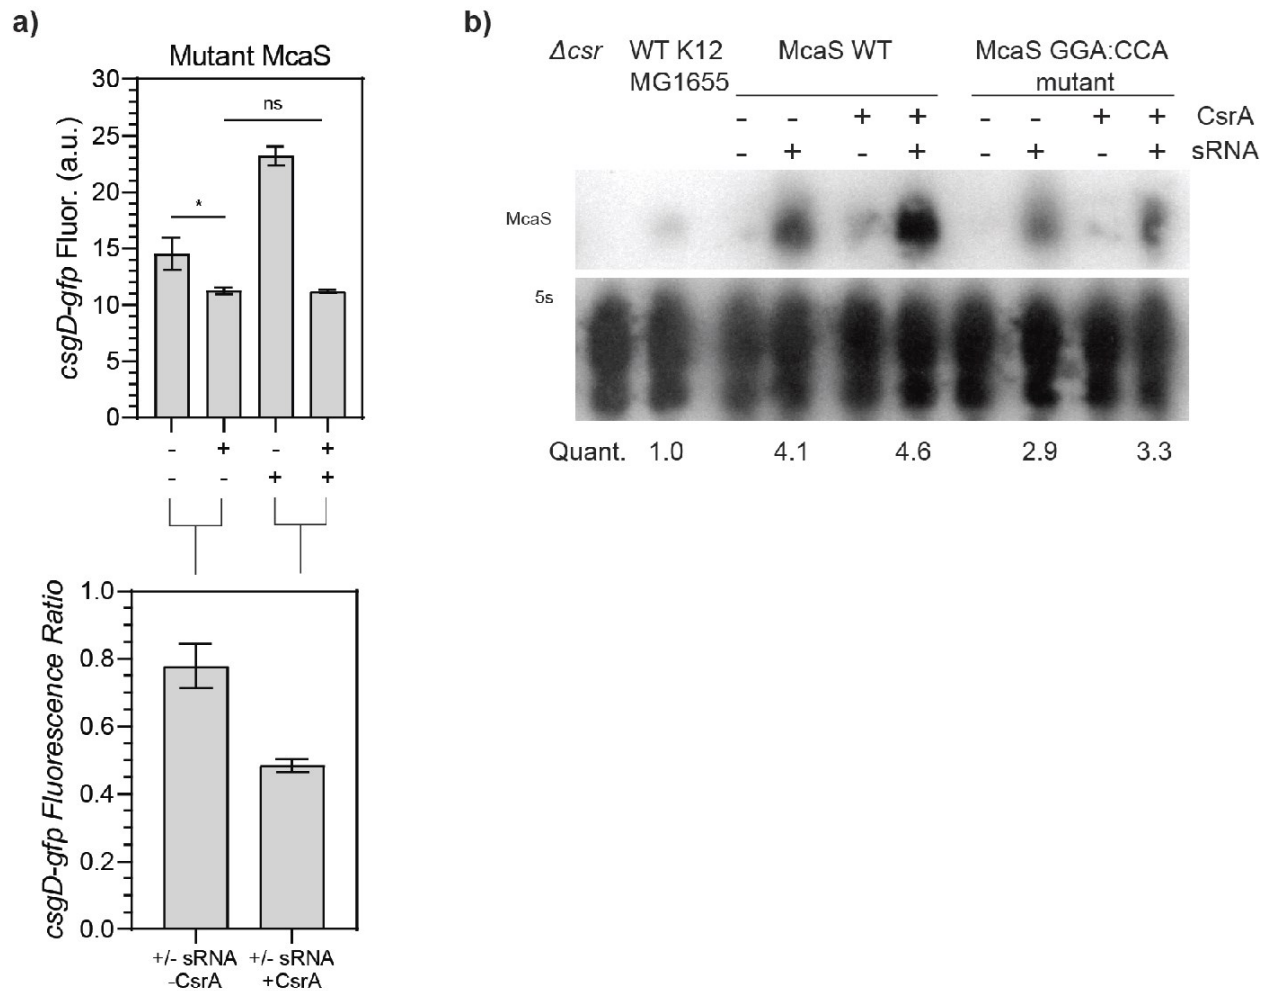 a)
Mutant McaS
csgD-gfp Fluor. (a.u.)
30
25
20
15
10
5
0
*
ns
- + - +
- - + +
csgD-gfp Fluorescence Ratio
1.0
0.8
0.6
0.4
0.2
0.0
+/- sRNA +/- sRNA
-CsrA +CsrA
b)
Δcsr WT K12 McaS WT McaS GGA:CCA
MG1655 mutant
- - + + - - + + CsrA
- + - + - + - + sRNA
McaS
5s
Quant. 1.0 4.1 4.6 2.9 3.3